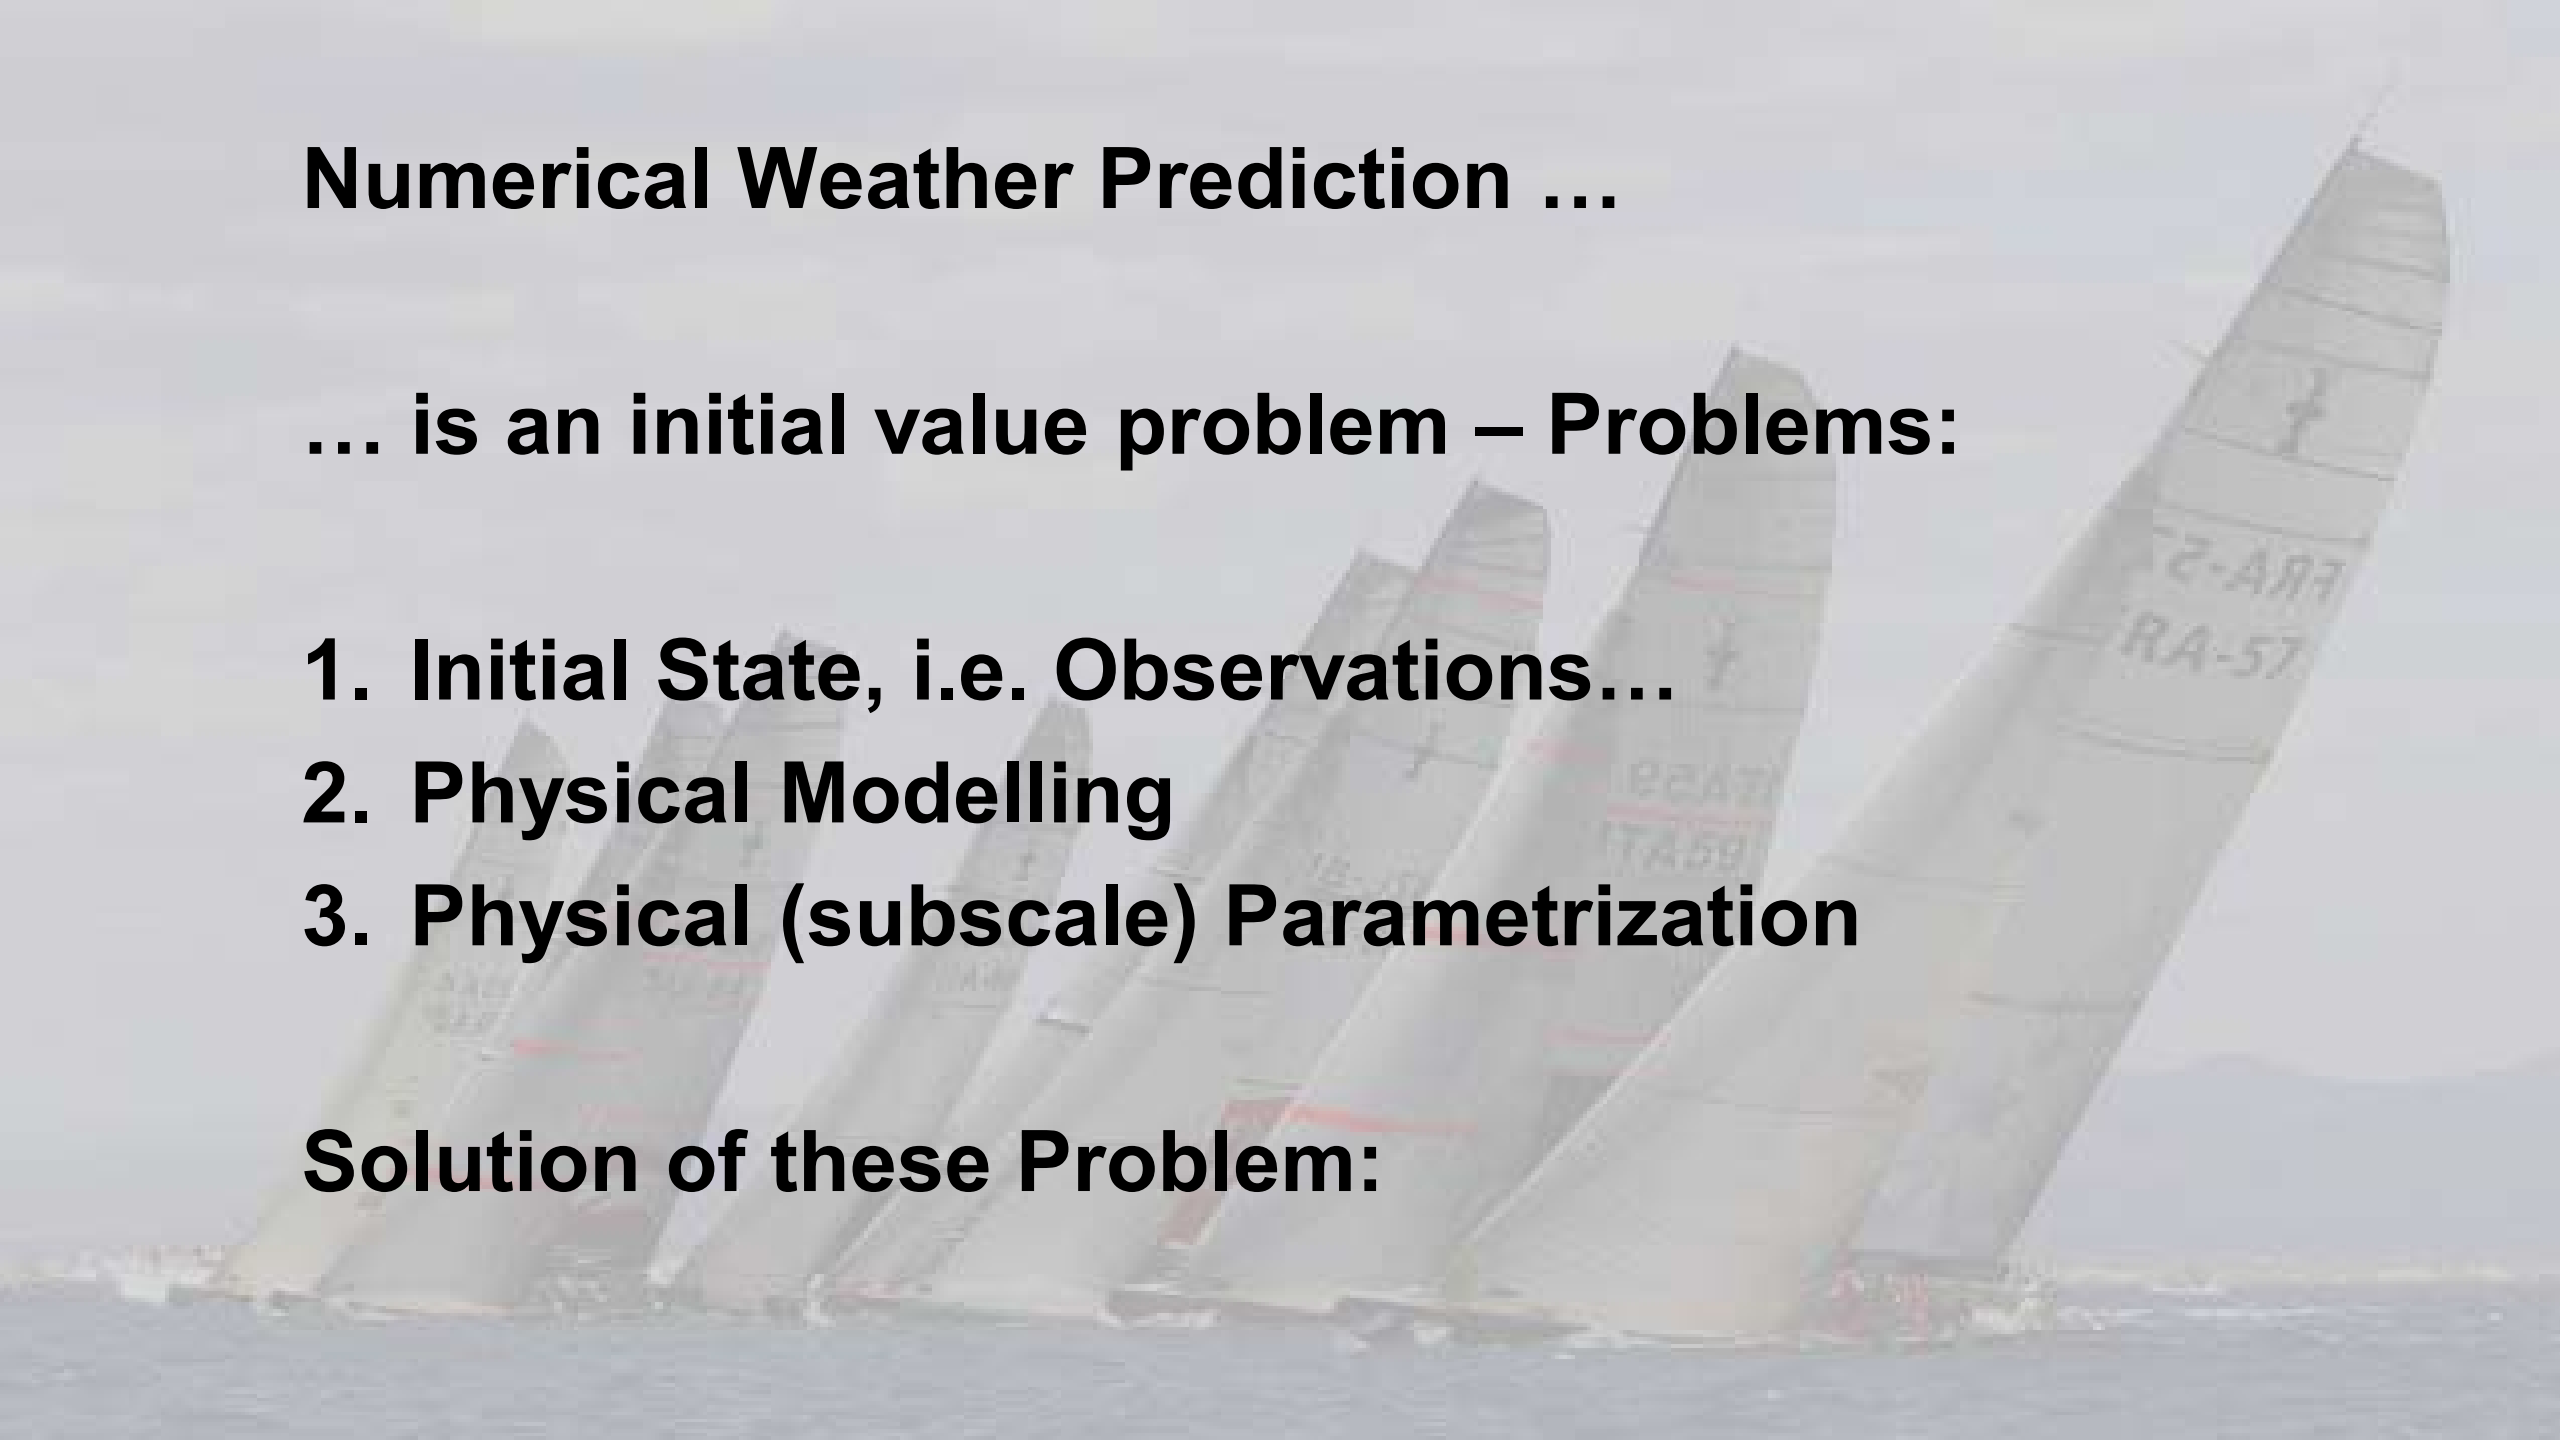 Numerical Weather Prediction …
… is an initial value problem – Problems:
1. Initial State, i.e. Observations…
2. Physical Modelling
3. Physical (subscale) Parametrization
Solution of these Problem: